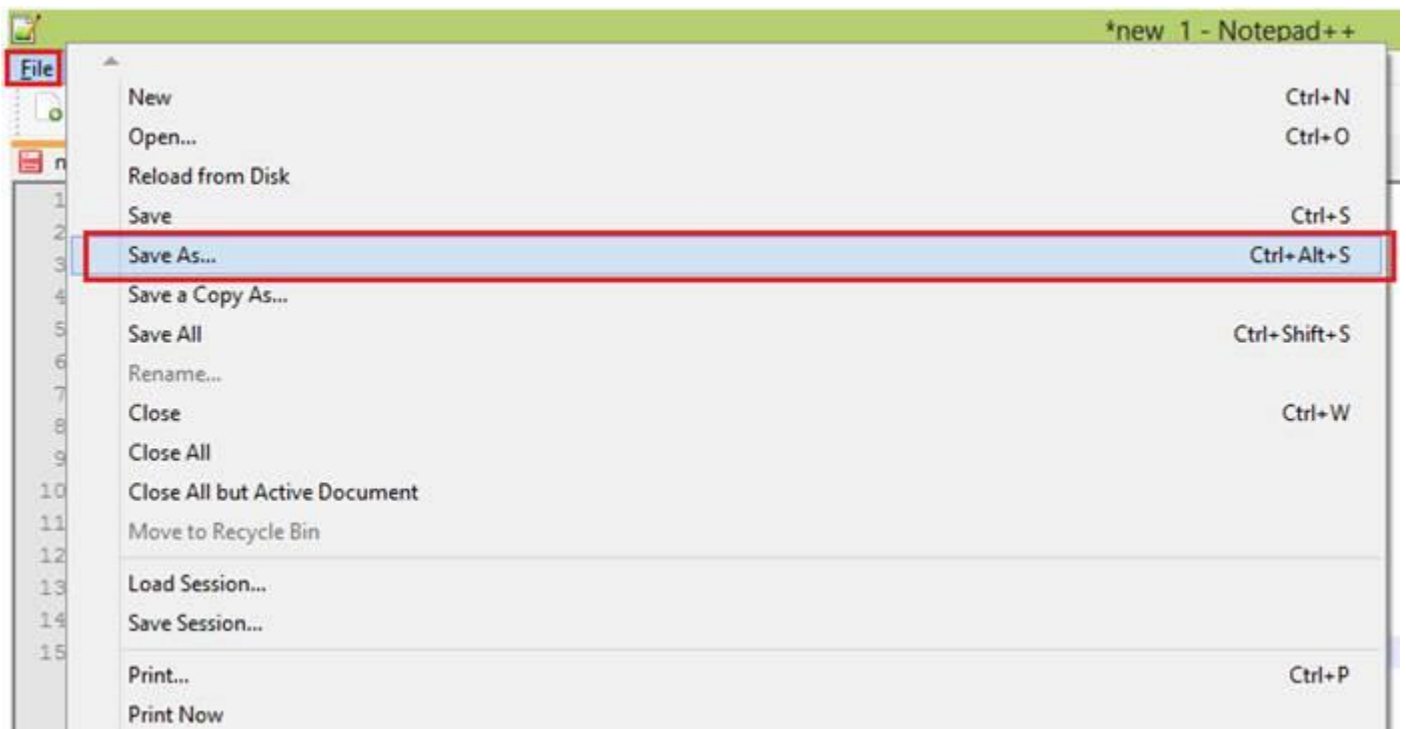 *new 1 - Notepad++
File
New Ctrl+N
Open... Ctrl+O
n
Reload from Disk
1
Save Ctrl+S
2
Save As... Ctrl+Alt+S
3
Save a Copy As...
4
Save All Ctrl+Shift+S
5
6
Rename...
7
Close Ctrl+W
8
Close All
9
Close All but Active Document
10
Move to Recycle Bin
11
12
Load Session...
13
Save Session...
14
15
Print... Ctrl+P
Print Now